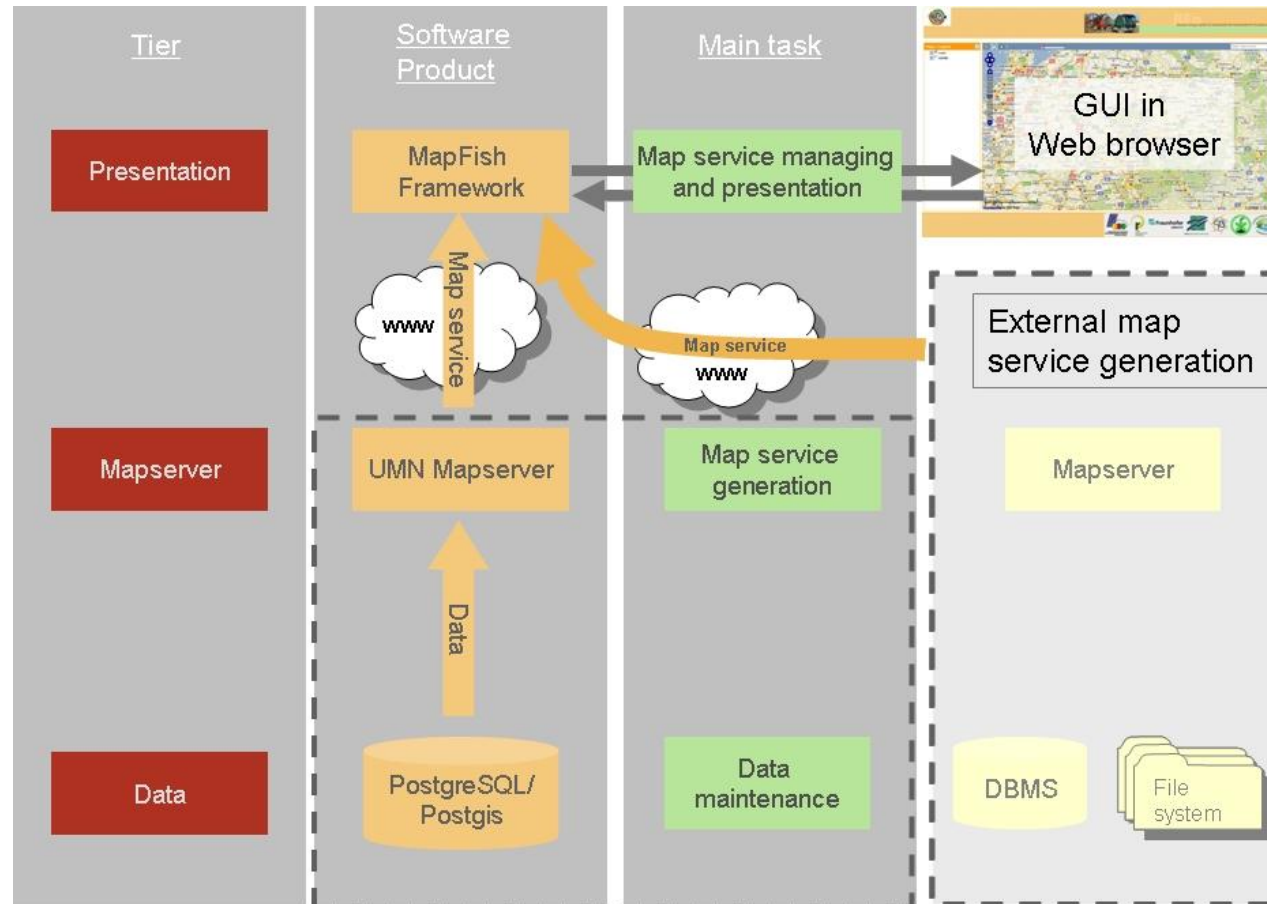 Tier
Software
Product
Main task
Presentation
MapFish
Framework
Map service managing
and presentation
GUI in
Web browser
Map service
www
Map service
www
External map
service generation
Mapserver
UMN Mapserver
Map service
generation
Mapserver
Data
Data
PostgreSQL/
Postgis
Data
maintenance
DBMS
File
system